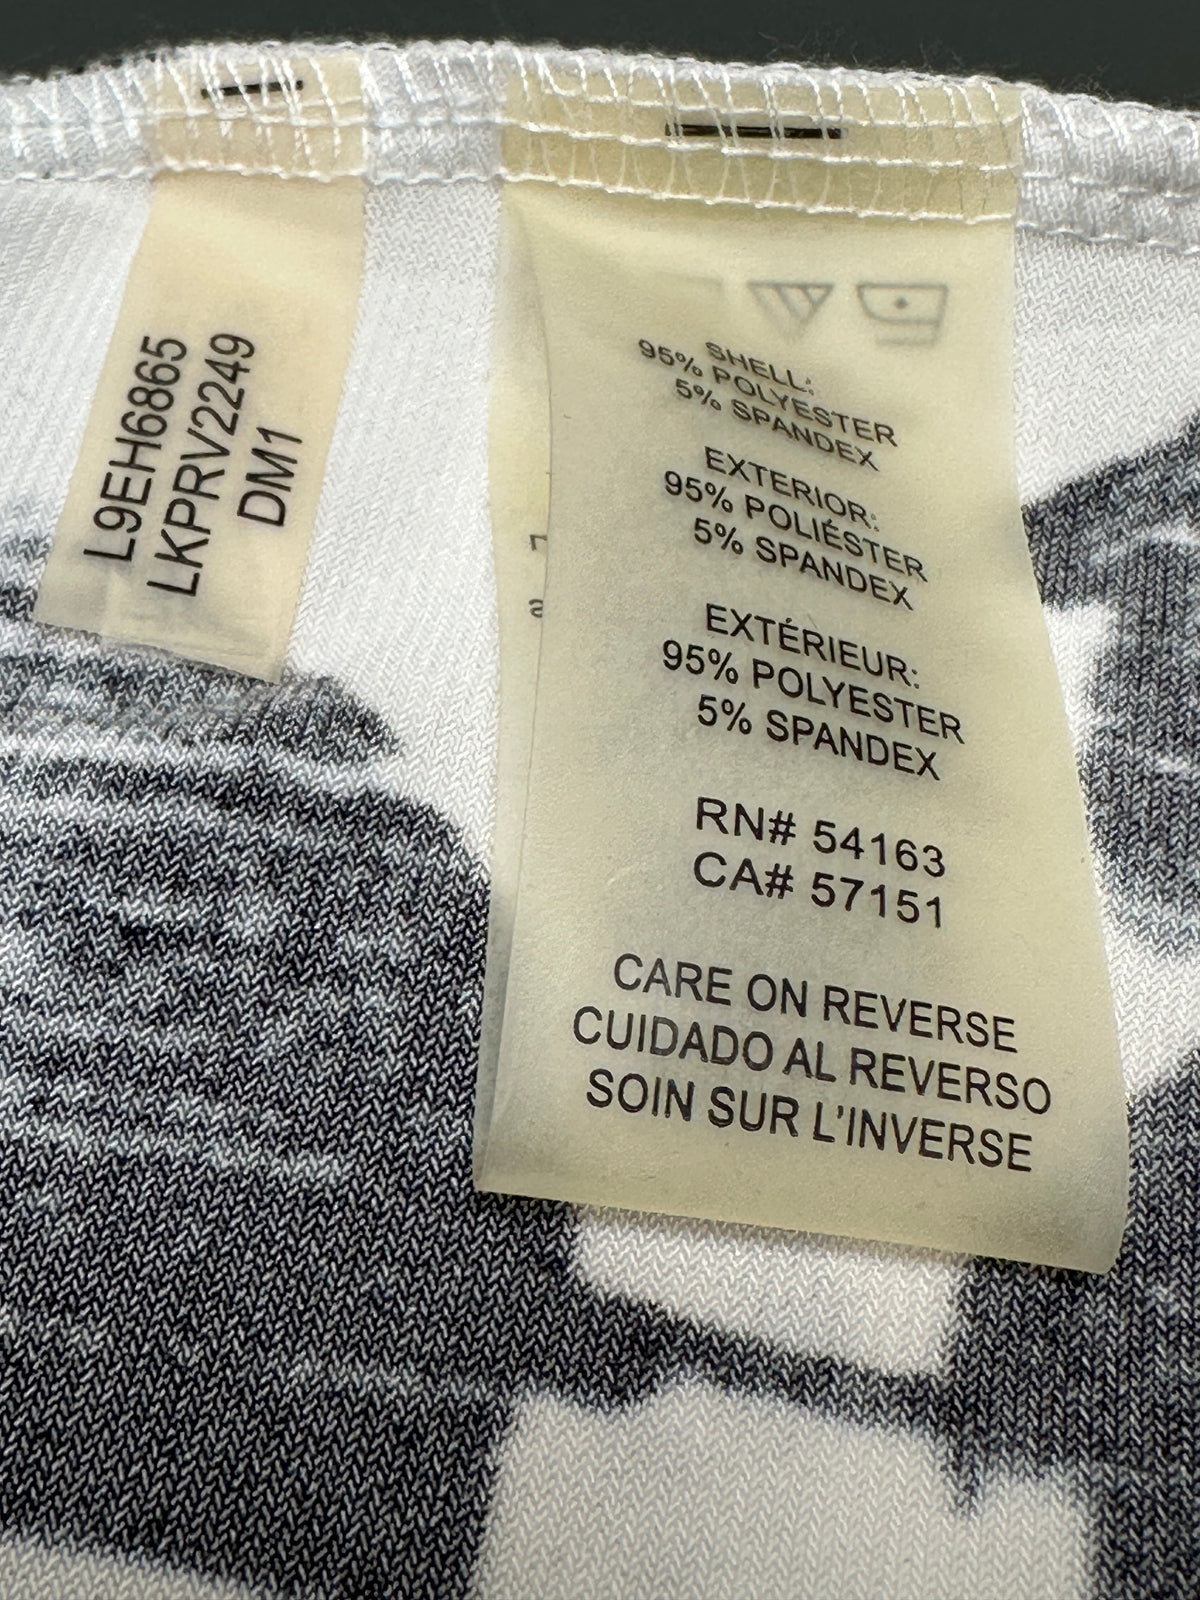 L9EH6865
LKPRV2249
DM1
SHELL:
95% POLYESTER
5% SPANDEX
EXTERIOR:
95% POLIÉSTER
5% SPANDEX
EXTÉRIEUR:
95% POLYESTER
5% SPANDEX
RN# 54163
CA# 57151
CARE ON REVERSE
CUIDADO AL REVERSO
SOIN SUR L'INVERSE